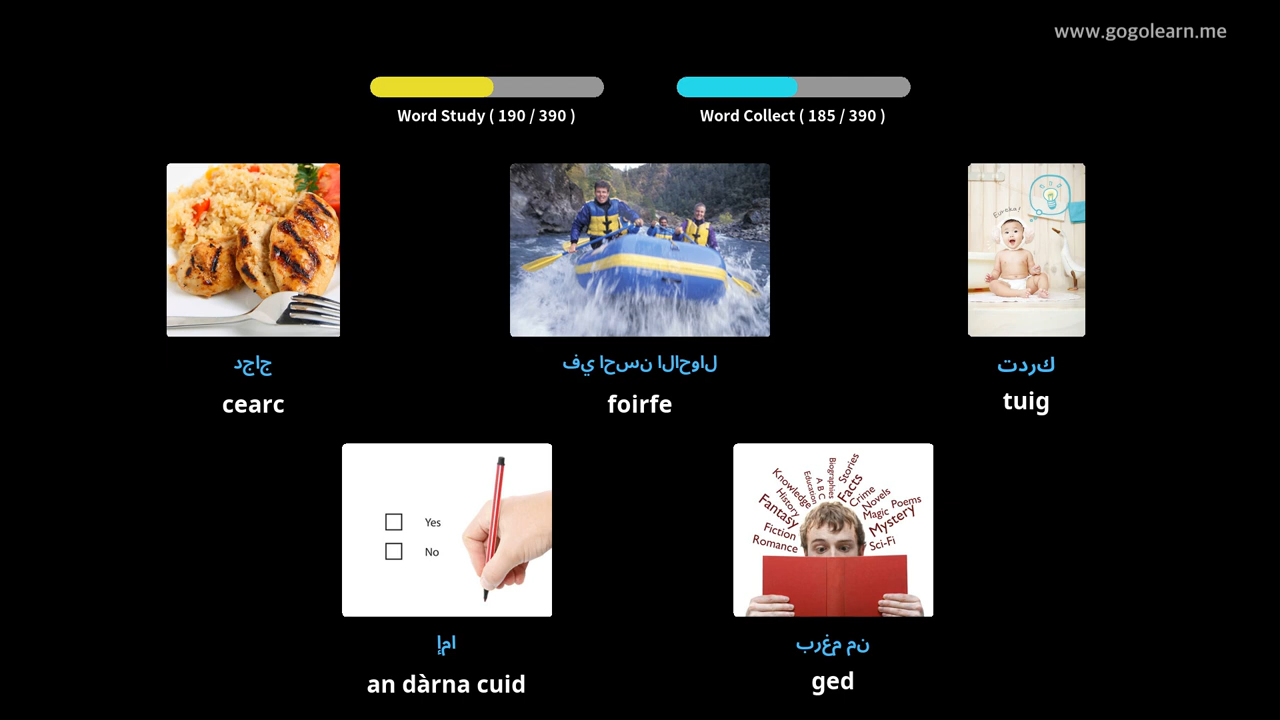 www.gogolearn.me
Word Study ( 190 / 390 )
Word Collect ( 185 / 390 )
Eureka!
دجاج
في احسن الاحوال
تدرك
cearc
foirfe
tuig
Yes
No
Knowledge
History
Fantasy
Fiction
Romance
Education
A B C
Biographies
Stories
Facts
Crime
Novels
Magic
Poems
Mystery
Sci-Fi
إما
برغم من
an dàrna cuid
ged